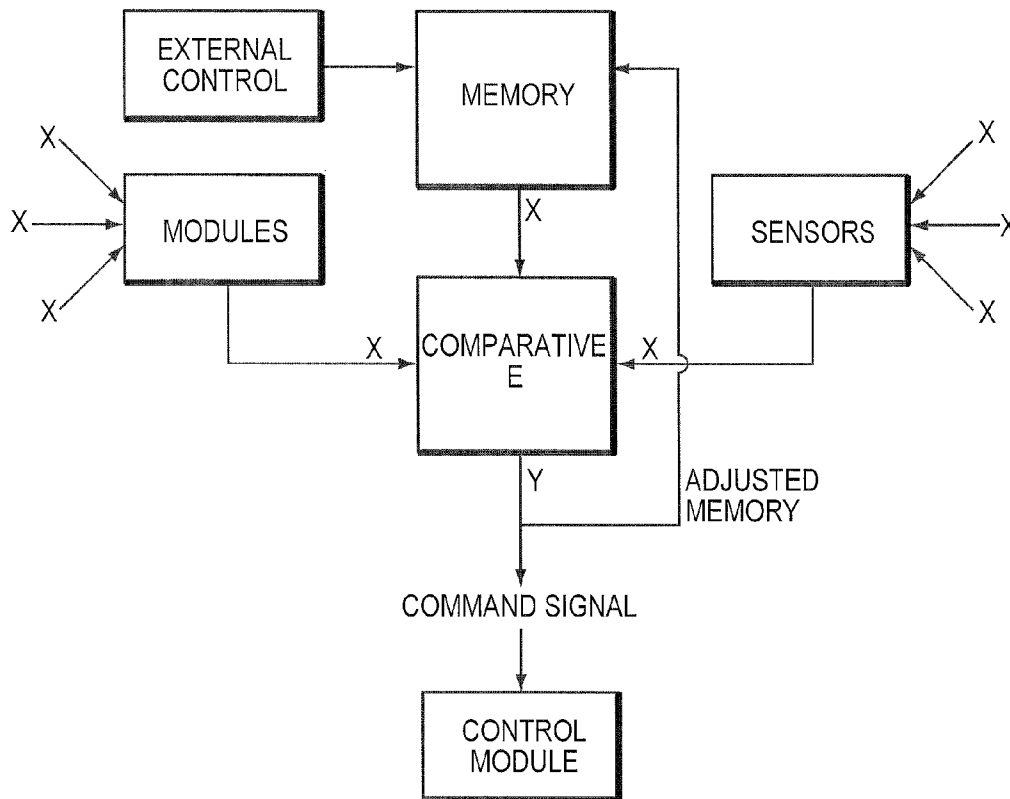 EXTERNAL
CONTROL
MEMORY
X
X
X
MODULES
X
SENSORS
X
X
X
X
X
COMPARATIVE
E
X
Y
ADJUSTED
MEMORY
COMMAND SIGNAL
CONTROL
MODULE